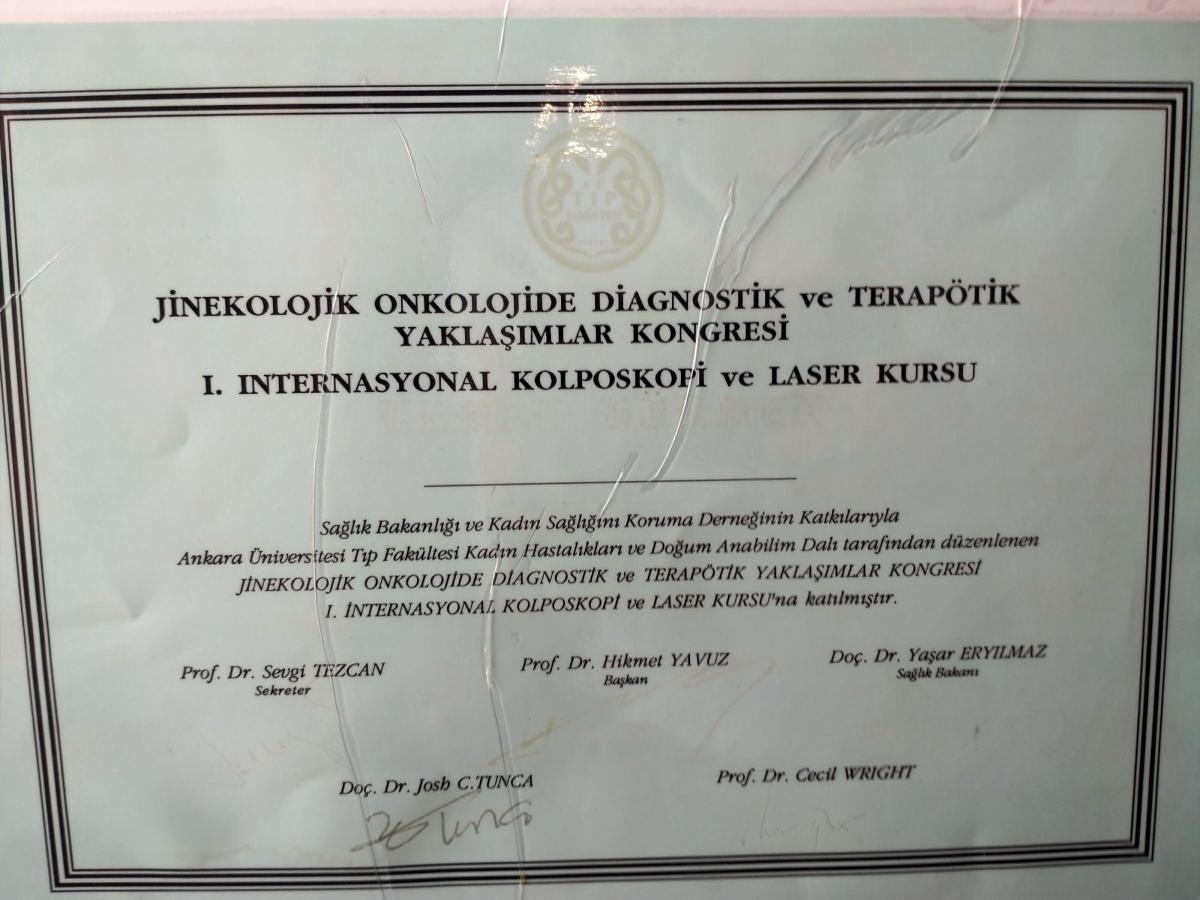 TIP
FAKÜLTESİ
JİNEKOLOJİK ONKOLOJİDE DİAGNOSTİK ve TERAPÖTİK
YAKLAŞIMLAR KONGRESİ
I. INTERNASYONAL KOLPOSKOPİ ve LASER KURSU
Sağlık Bakanlığı ve Kadın Sağlığını Koruma Derneğinin Katkılarıyla
Ankara Üniversitesi Tıp Fakültesi Kadın Hastalıkları ve Doğum Anabilim Dalı tarafından düzenlenen
JİNEKOLOJİK ONKOLOJİDE DİAGNOSTİK ve TERAPÖTİK YAKLAŞIMLAR KONGRESİ
I. İNTERNASYONAL KOLPOSKOPİ ve LASER KURSU'na katılmıştır.
Prof. Dr. Sevgi TEZCAN
Sekreter
Prof. Dr. Hikmet YAVUZ
Başkan
Doç. Dr. Yaşar ERYILMAZ
Sağlık Bakanı
Doç. Dr. Josh C.TUNCA
Prof. Dr. Cecil WRIGHT